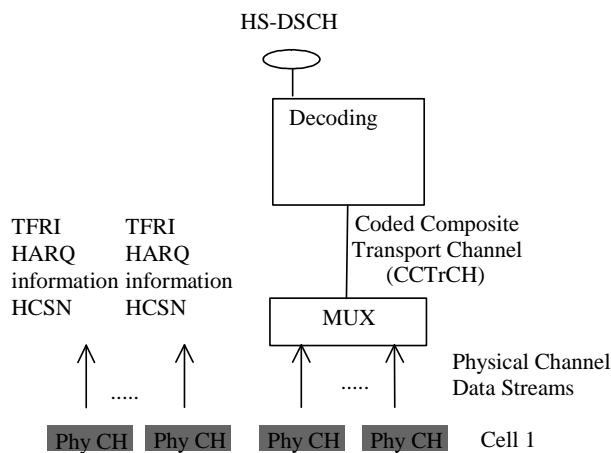 HS-DSCH
Decoding
TFRI
HARQ
information
HCSN
TFRI
HARQ
information
HCSN
Coded Composite
Transport Channel
(CCTrCH)
MUX
Physical Channel
Data Streams
.....
.....
Phy CH
Phy CH
Phy CH
Phy CH
Cell 1